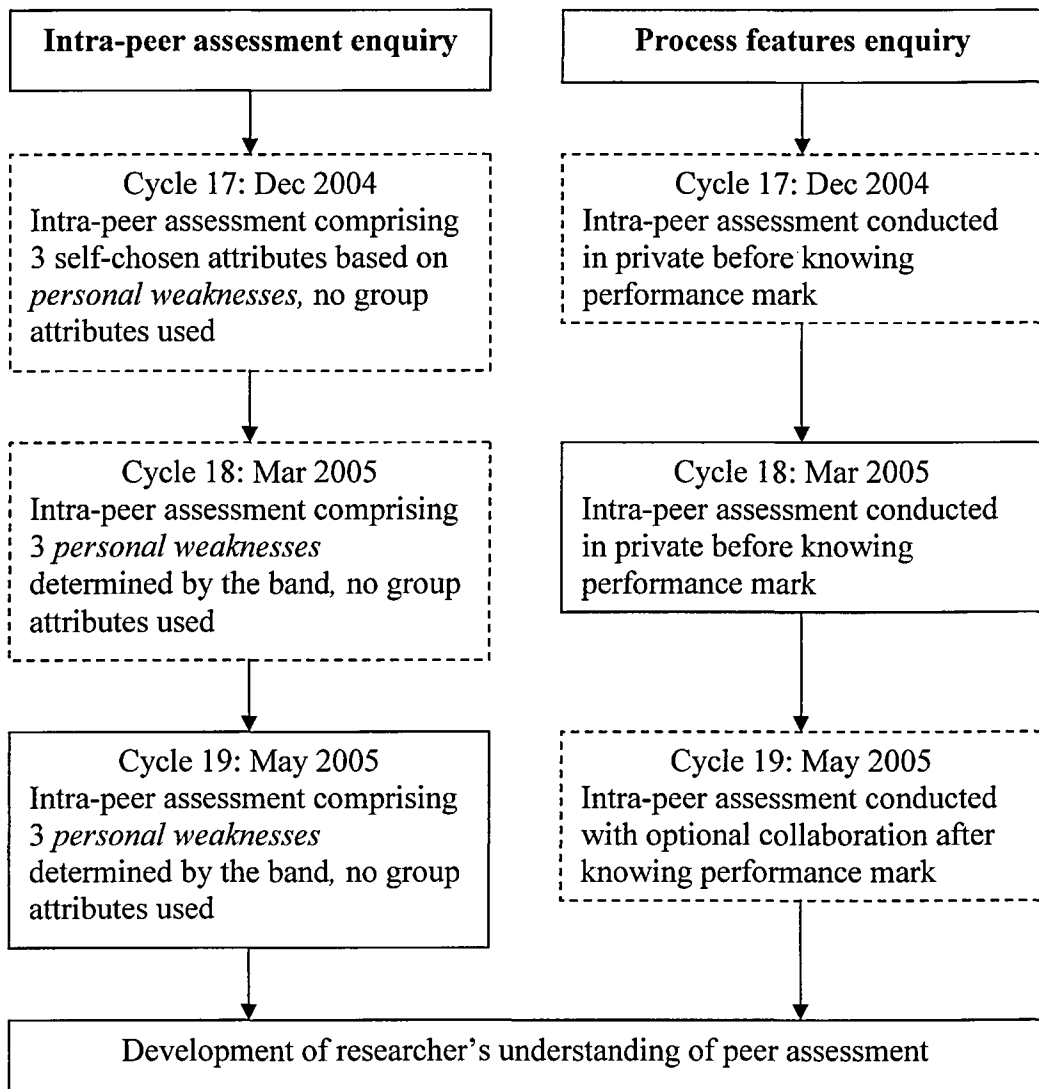 Intra-peer assessment enquiry
Process features enquiry
Cycle 17: Dec 2004
Intra-peer assessment comprising
3 self-chosen attributes based on
personal weaknesses, no group
attributes used
Cycle 17: Dec 2004
Intra-peer assessment conducted
in private before knowing
performance mark
Cycle 18: Mar 2005
Intra-peer assessment comprising
3 personal weaknesses
determined by the band, no group
attributes used
Cycle 18: Mar 2005
Intra-peer assessment conducted
in private before knowing
performance mark
Cycle 19: May 2005
Intra-peer assessment comprising
3 personal weaknesses
determined by the band, no group
attributes used
Cycle 19: May 2005
Intra-peer assessment conducted
with optional collaboration after
knowing performance mark
Development of researcher's understanding of peer assessment